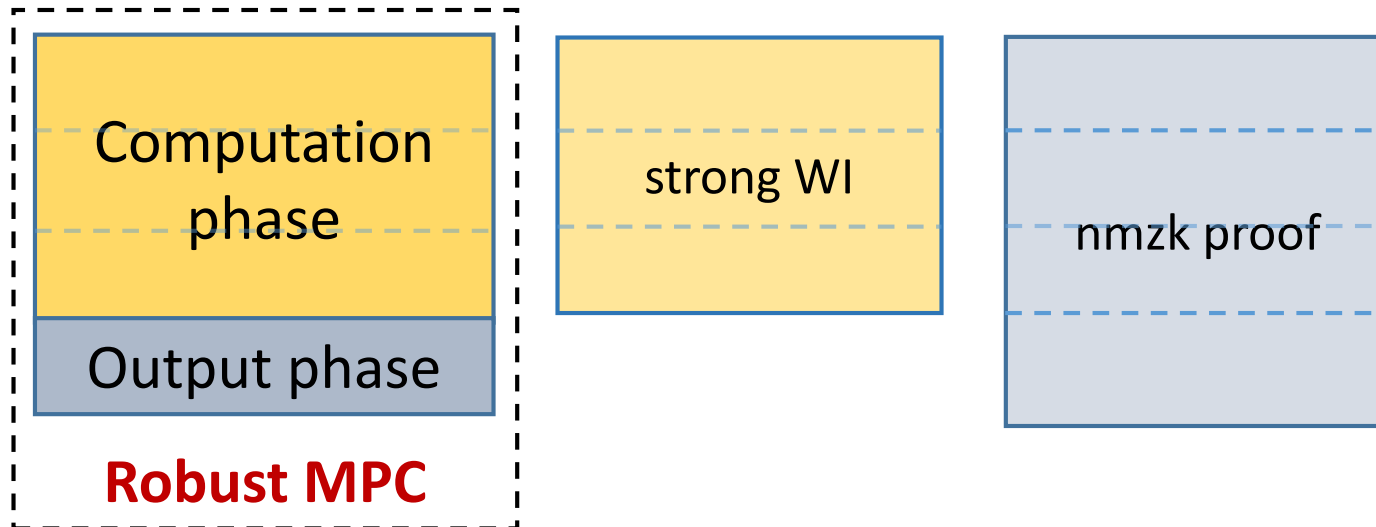 Computation
phase
Output phase
Robust MPC
strong WI
nmzk proof